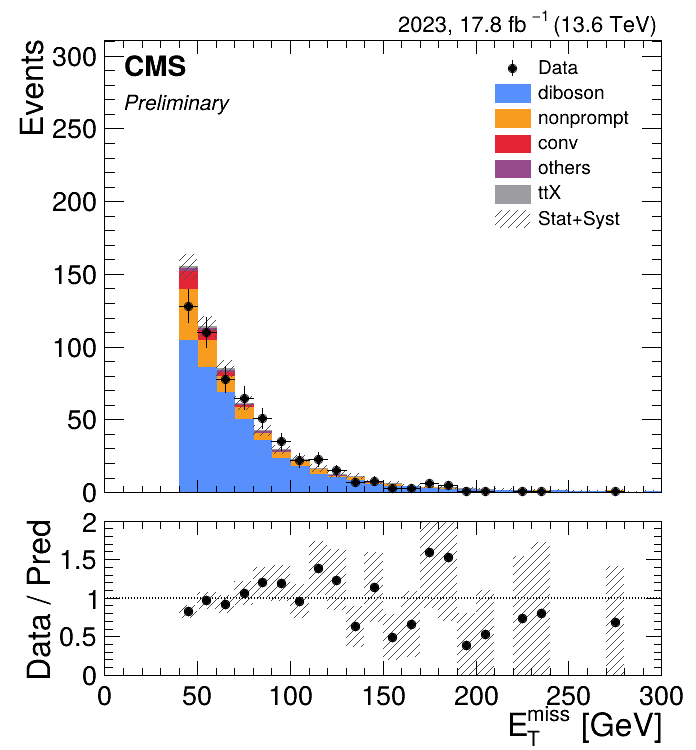 2023, 17.8 fb⁻¹ (13.6 TeV)
CMS
Preliminary
Events
300
250
200
150
100
50
0
Data
diboson
nonprompt
conv
others
ttX
Stat+Syst
Data / Pred
2
1.5
1
0.5
0
0 50 100 150 200 250 300
E_T^miss [GeV]